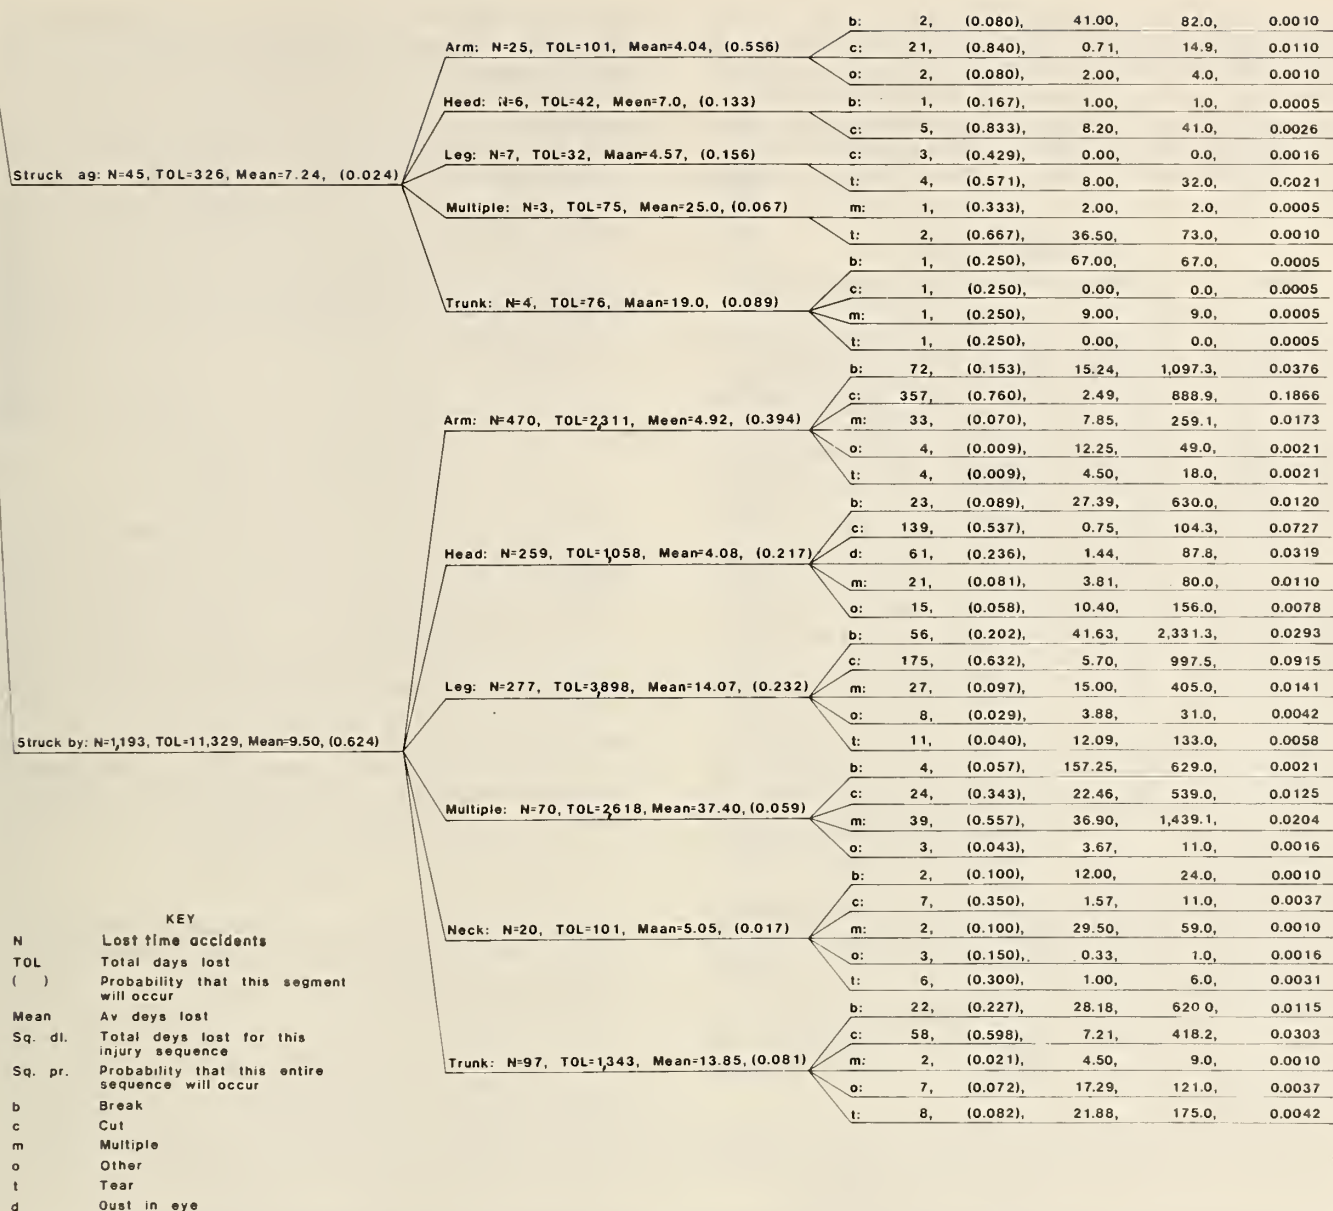 b: 2, (0.080), 41.00, 82.0, 0.0010
Arm: N=25, TOL=101, Mean=4.04, (0.556)
c: 21, (0.840), 0.71, 14.9, 0.0110
o: 2, (0.080), 2.00, 4.0, 0.0010
Heed: N=6, TOL=42, Meen=7.0, (0.133)
b: 1, (0.167), 1.00, 1.0, 0.0005
c: 5, (0.833), 8.20, 41.0, 0.0026
Leg: N=7, TOL=32, Maan=4.57, (0.156)
c: 3, (0.429), 0.00, 0.0, 0.0016
Struck ag: N=45, TOL=326, Mean=7.24, (0.024)
t: 4, (0.571), 8.00, 32.0, 0.0021
Multiple: N=3, TOL=75, Mean=25.0, (0.067)
m: 1, (0.333), 2.00, 2.0, 0.0005
t: 2, (0.667), 36.50, 73.0, 0.0010
b: 1, (0.250), 67.00, 67.0, 0.0005
c: 1, (0.250), 0.00, 0.0, 0.0005
Trunk: N=4, TOL=76, Maan=19.0, (0.089)
m: 1, (0.250), 9.00, 9.0, 0.0005
t: 1, (0.250), 0.00, 0.0, 0.0005
b: 72, (0.153), 15.24, 1,097.3, 0.0376
c: 357, (0.760), 2.49, 888.9, 0.1866
Arm: N=470, TOL=2,311, Meen=4.92, (0.394)
m: 33, (0.070), 7.85, 259.1, 0.0173
o: 4, (0.009), 12.25, 49.0, 0.0021
t: 4, (0.009), 4.50, 18.0, 0.0021
b: 23, (0.089), 27.39, 630.0, 0.0120
c: 139, (0.537), 0.75, 104.3, 0.0727
Head: N=259, TOL=1,058, Mean=4.08, (0.217)
d: 61, (0.236), 1.44, 87.8, 0.0319
m: 21, (0.081), 3.81, 80.0, 0.0110
o: 15, (0.058), 10.40, 156.0, 0.0078
b: 56, (0.202), 41.63, 2,331.3, 0.0293
c: 175, (0.632), 5.70, 997.5, 0.0915
Leg: N=277, TOL=3,898, Mean=14.07, (0.232)
m: 27, (0.097), 15.00, 405.0, 0.0141
o: 8, (0.029), 3.88, 31.0, 0.0042
Struck by: N=1,193, TOL=11,329, Mean=9.50, (0.624)
t: 11, (0.040), 12.09, 133.0, 0.0058
b: 4, (0.057), 157.25, 629.0, 0.0021
c: 24, (0.343), 22.46, 539.0, 0.0125
Multiple: N=70, TOL=2,618, Mean=37.40, (0.059)
m: 39, (0.557), 36.90, 1,439.1, 0.0204
o: 3, (0.043), 3.67, 11.0, 0.0016
b: 2, (0.100), 12.00, 24.0, 0.0010
c: 7, (0.350), 1.57, 11.0, 0.0037
Neck: N=20, TOL=101, Maan=5.05, (0.017)
m: 2, (0.100), 29.50, 59.0, 0.0010
o: 3, (0.150), 0.33, 1.0, 0.0016
t: 6, (0.300), 1.00, 6.0, 0.0031
b: 22, (0.227), 28.18, 620 0, 0.0115
c: 58, (0.598), 7.21, 418.2, 0.0303
Trunk: N=97, TOL=1,343, Mean=13.85, (0.081)
m: 2, (0.021), 4.50, 9.0, 0.0010
o: 7, (0.072), 17.29, 121.0, 0.0037
t: 8, (0.082), 21.88, 175.0, 0.0042
KEY
N Lost time accidents
TOL Total days lost
( ) Probability that this segment
will occur
Mean Av deys lost
Sq. dl. Total deys lost for this
injury sequence
Sq. pr. Probability that this entire
sequence will occur
b Break
c Cut
m Multiple
o Other
t Tear
d Oust in eye